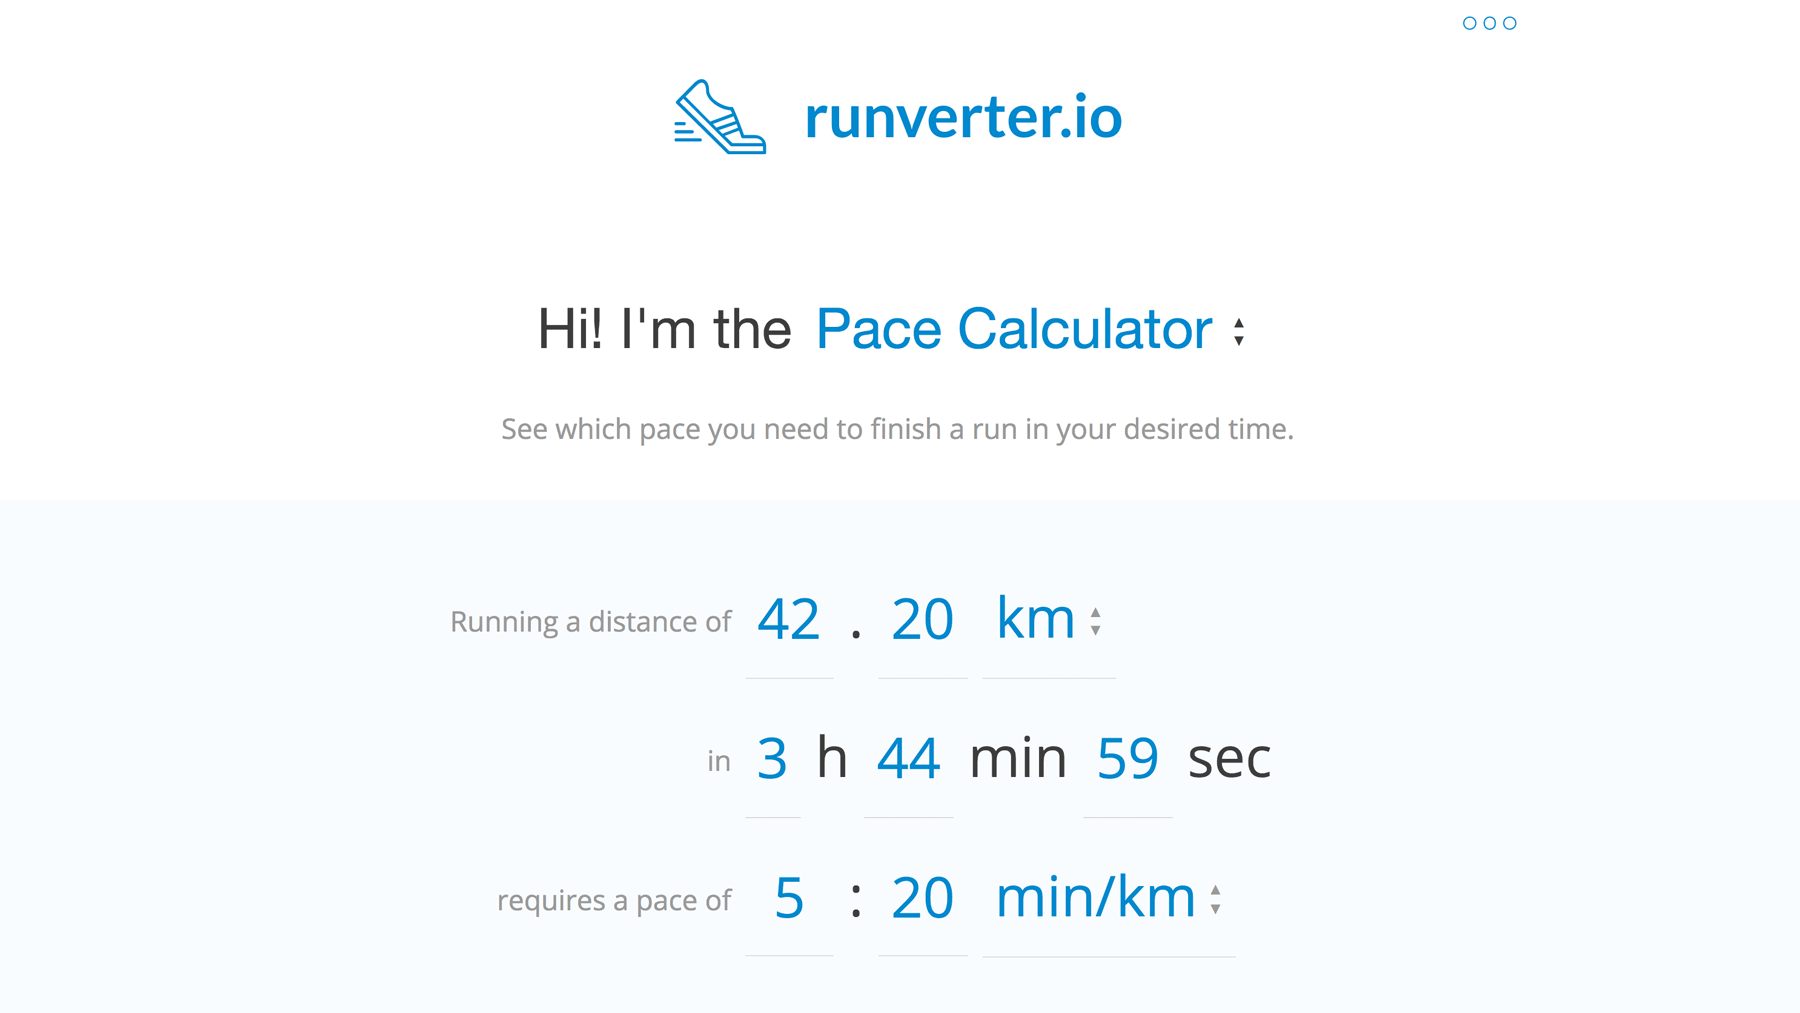 runverter.io
Hi! I'm the Pace Calculator
See which pace you need to finish a run in your desired time.
Running a distance of 42 . 20 km
in 3 h 44 min 59 sec
requires a pace of 5 : 20 min/km